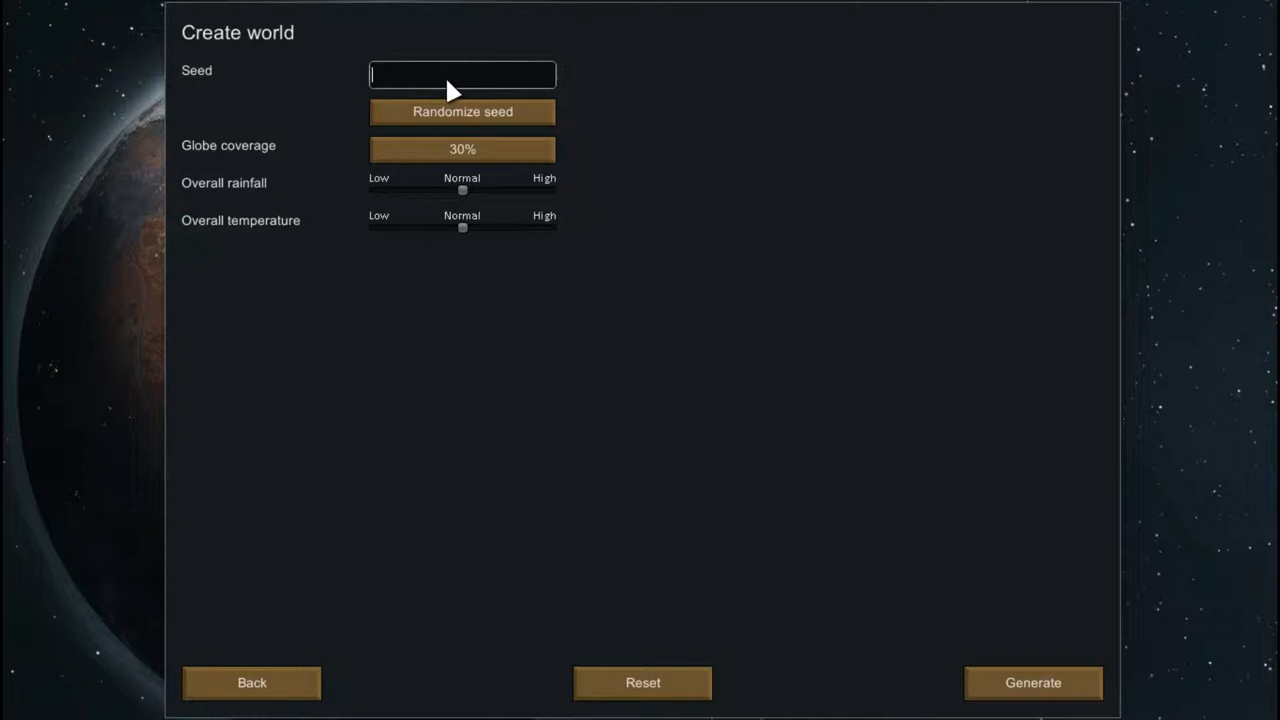 Create world
Seed
Randomize seed
Globe coverage 30%
Overall rainfall Low Normal High
Overall temperature Low Normal High
Back Reset Generate